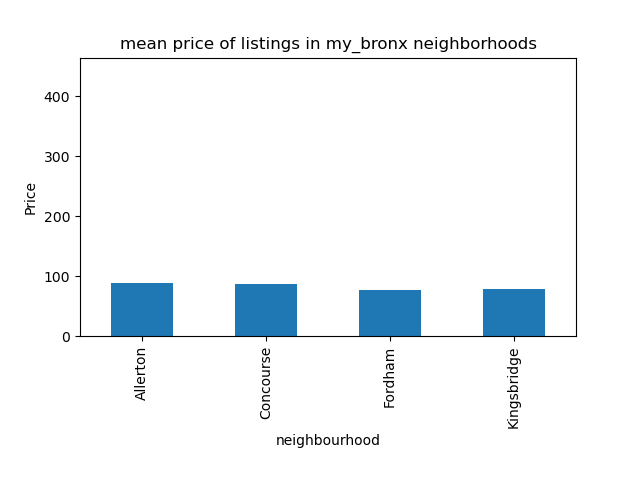 mean price of listings in my_bronx neighborhoods
400
300
200
100
0
Price
Allerton
Concourse
Fordham
Kingsbridge
neighbourhood